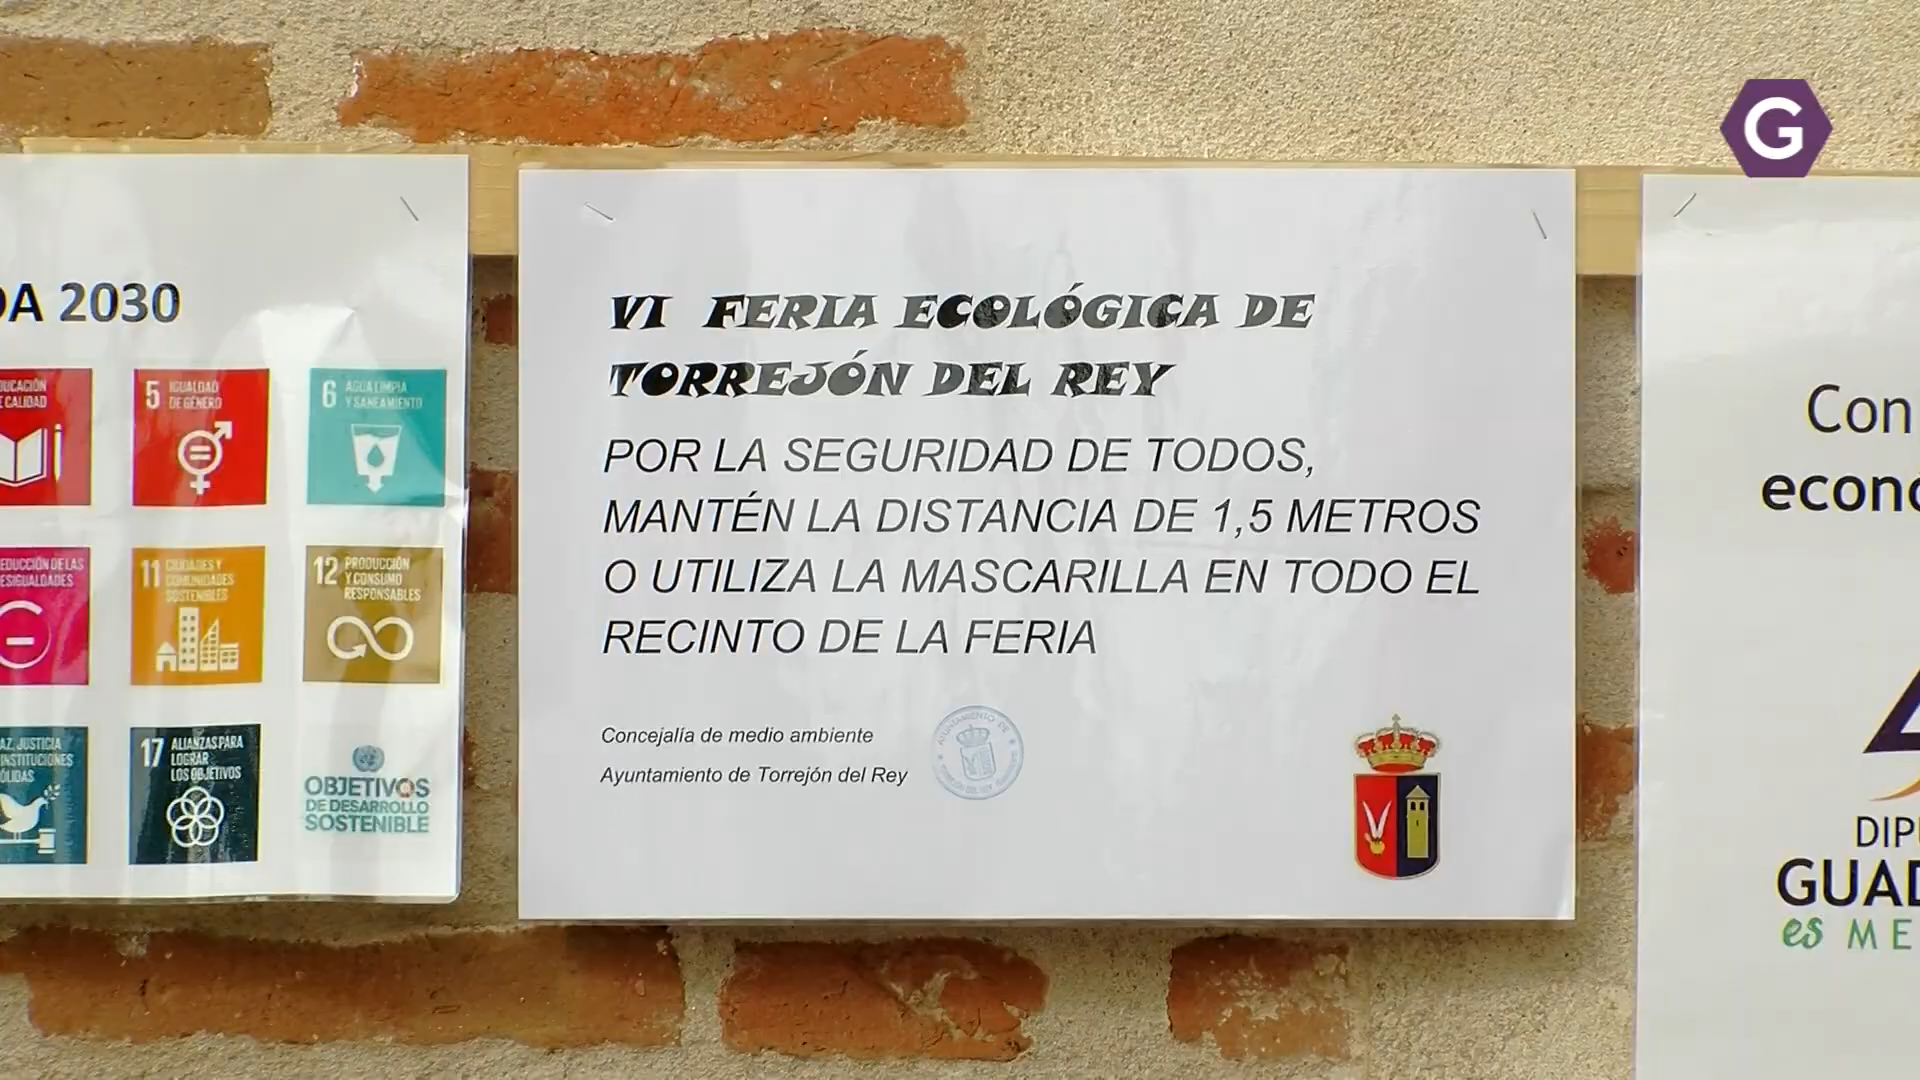 DA 2030
5 IGUALDAD
DE GÉNERO
6 AGUA LIMPIA
Y SANEAMIENTO
11 CIUDADES Y
COMUNIDADES
SOSTENIBLES
12 PRODUCCIÓN
Y CONSUMO
RESPONSABLES
17 ALIANZAS PARA
LOGRAR
LOS OBJETIVOS
OBJETIVOS
DE DESARROLLO
SOSTENIBLE
VI FERIA ECOLÓGICA DE
TORREJÓN DEL REY
POR LA SEGURIDAD DE TODOS,
MANTÉN LA DISTANCIA DE 1,5 METROS
O UTILIZA LA MASCARILLA EN TODO EL
RECINTO DE LA FERIA
Concejalía de medio ambiente
Ayuntamiento de Torrejón del Rey
G
Con
econó
DIPU
GUAD
es ME